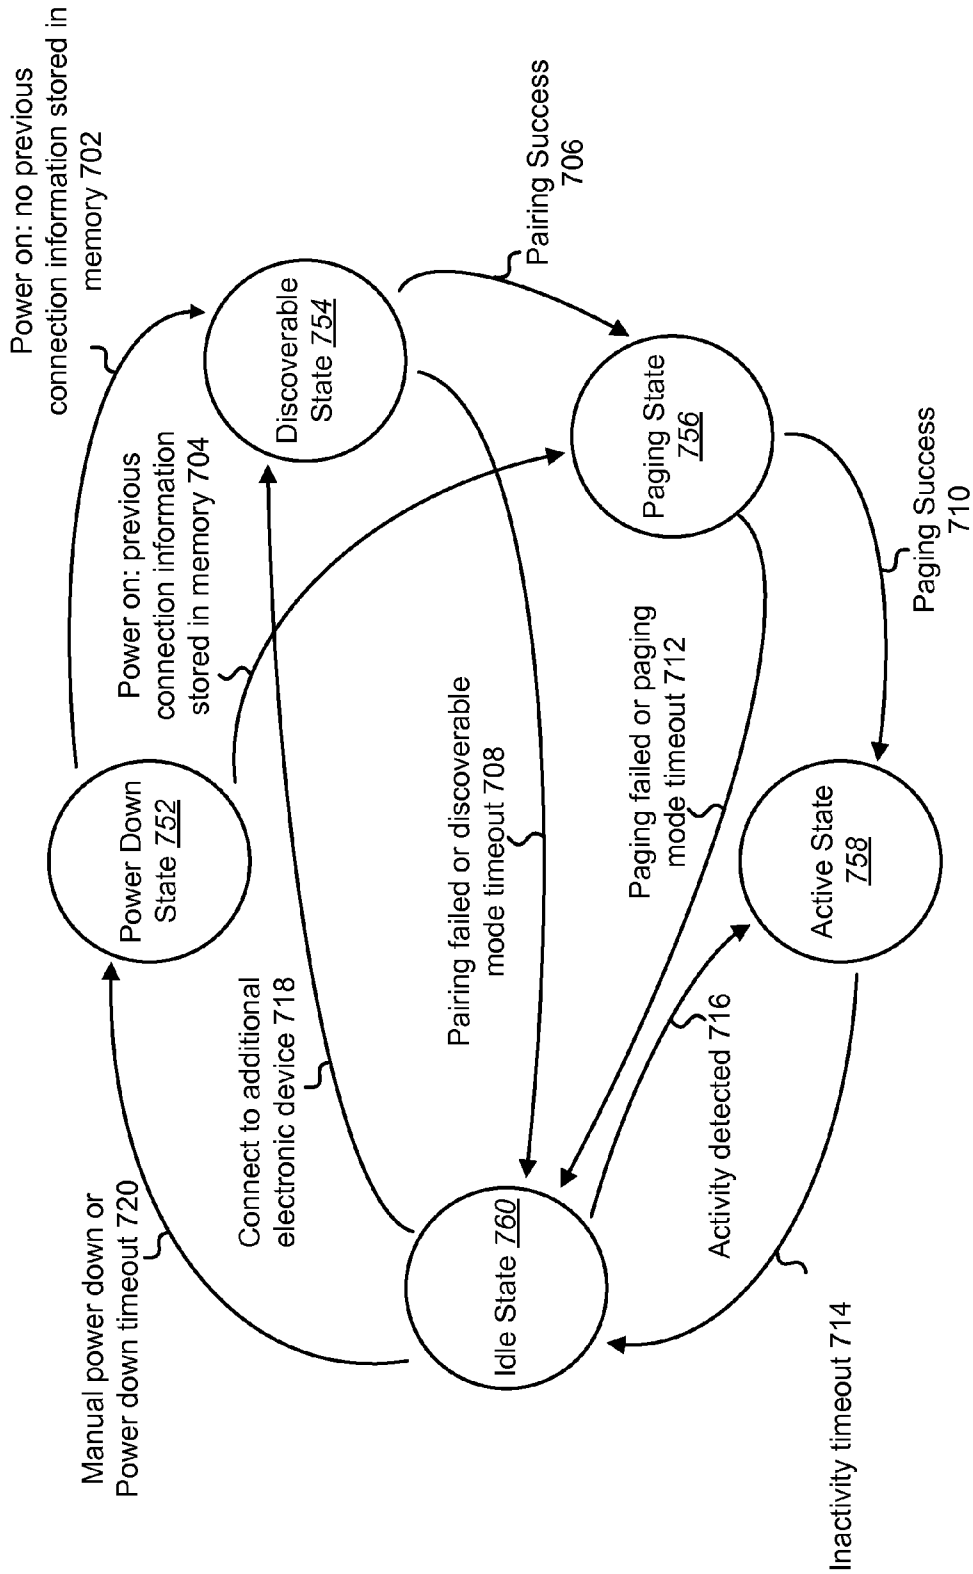 Power on: no previous
connection information stored in
memory 702
Power on: previous
connection information
stored in memory 704
Manual power down or
Power down timeout 720
Power Down
State 752
Discoverable
State 754
Connect to additional
electronic device 718
Pairing Success
706
Pairing failed or discoverable
mode timeout 708
Idle State 760
Paging State
756
Paging failed or paging
mode timeout 712
Activity detected 716
Active State
758
Paging Success
710
Inactivity timeout 714